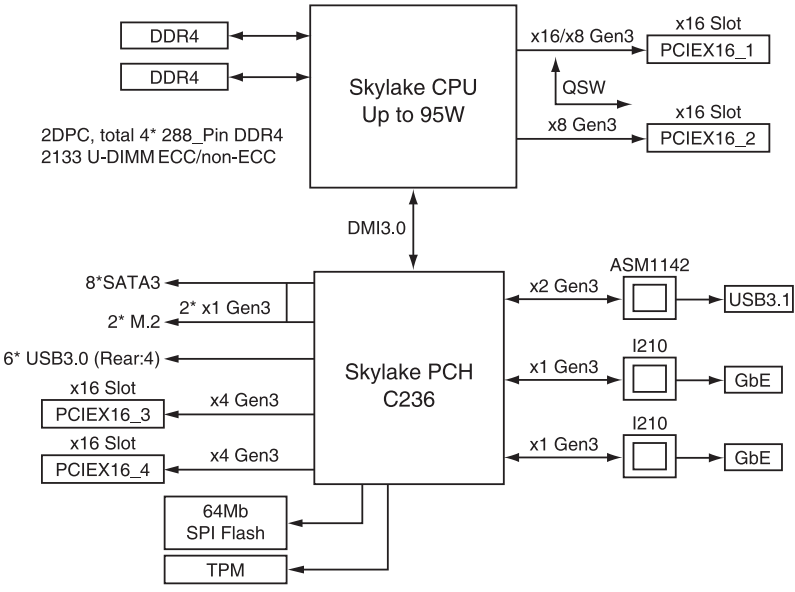 DDR4
DDR4
2DPC, total 4* 288_Pin DDR4
2133 U-DIMM ECC/non-ECC
Skylake CPU
Up to 95W
x16/x8 Gen3
x16 Slot
PCIEX16_1
QSW
x8 Gen3
x16 Slot
PCIEX16_2
DMI3.0
8*SATA3
2* x1 Gen3
2* M.2
6* USB3.0 (Rear:4)
x16 Slot
PCIEX16_3
x4 Gen3
x16 Slot
PCIEX16_4
x4 Gen3
Skylake PCH
C236
x2 Gen3
ASM1142
USB3.1
x1 Gen3
I210
GbE
x1 Gen3
I210
GbE
64Mb
SPI Flash
TPM